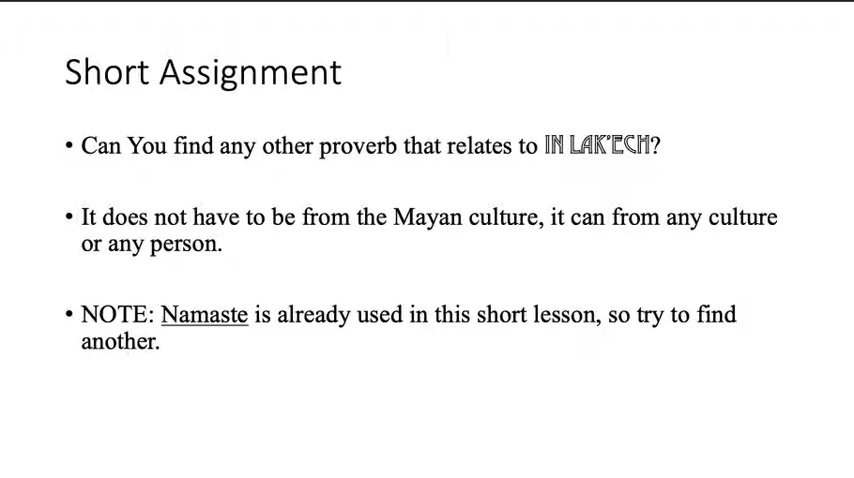 Short Assignment
• Can You find any other proverb that relates to IN LAK'ECH?
• It does not have to be from the Mayan culture, it can from any culture
or any person.
• NOTE: Namaste is already used in this short lesson, so try to find
another.